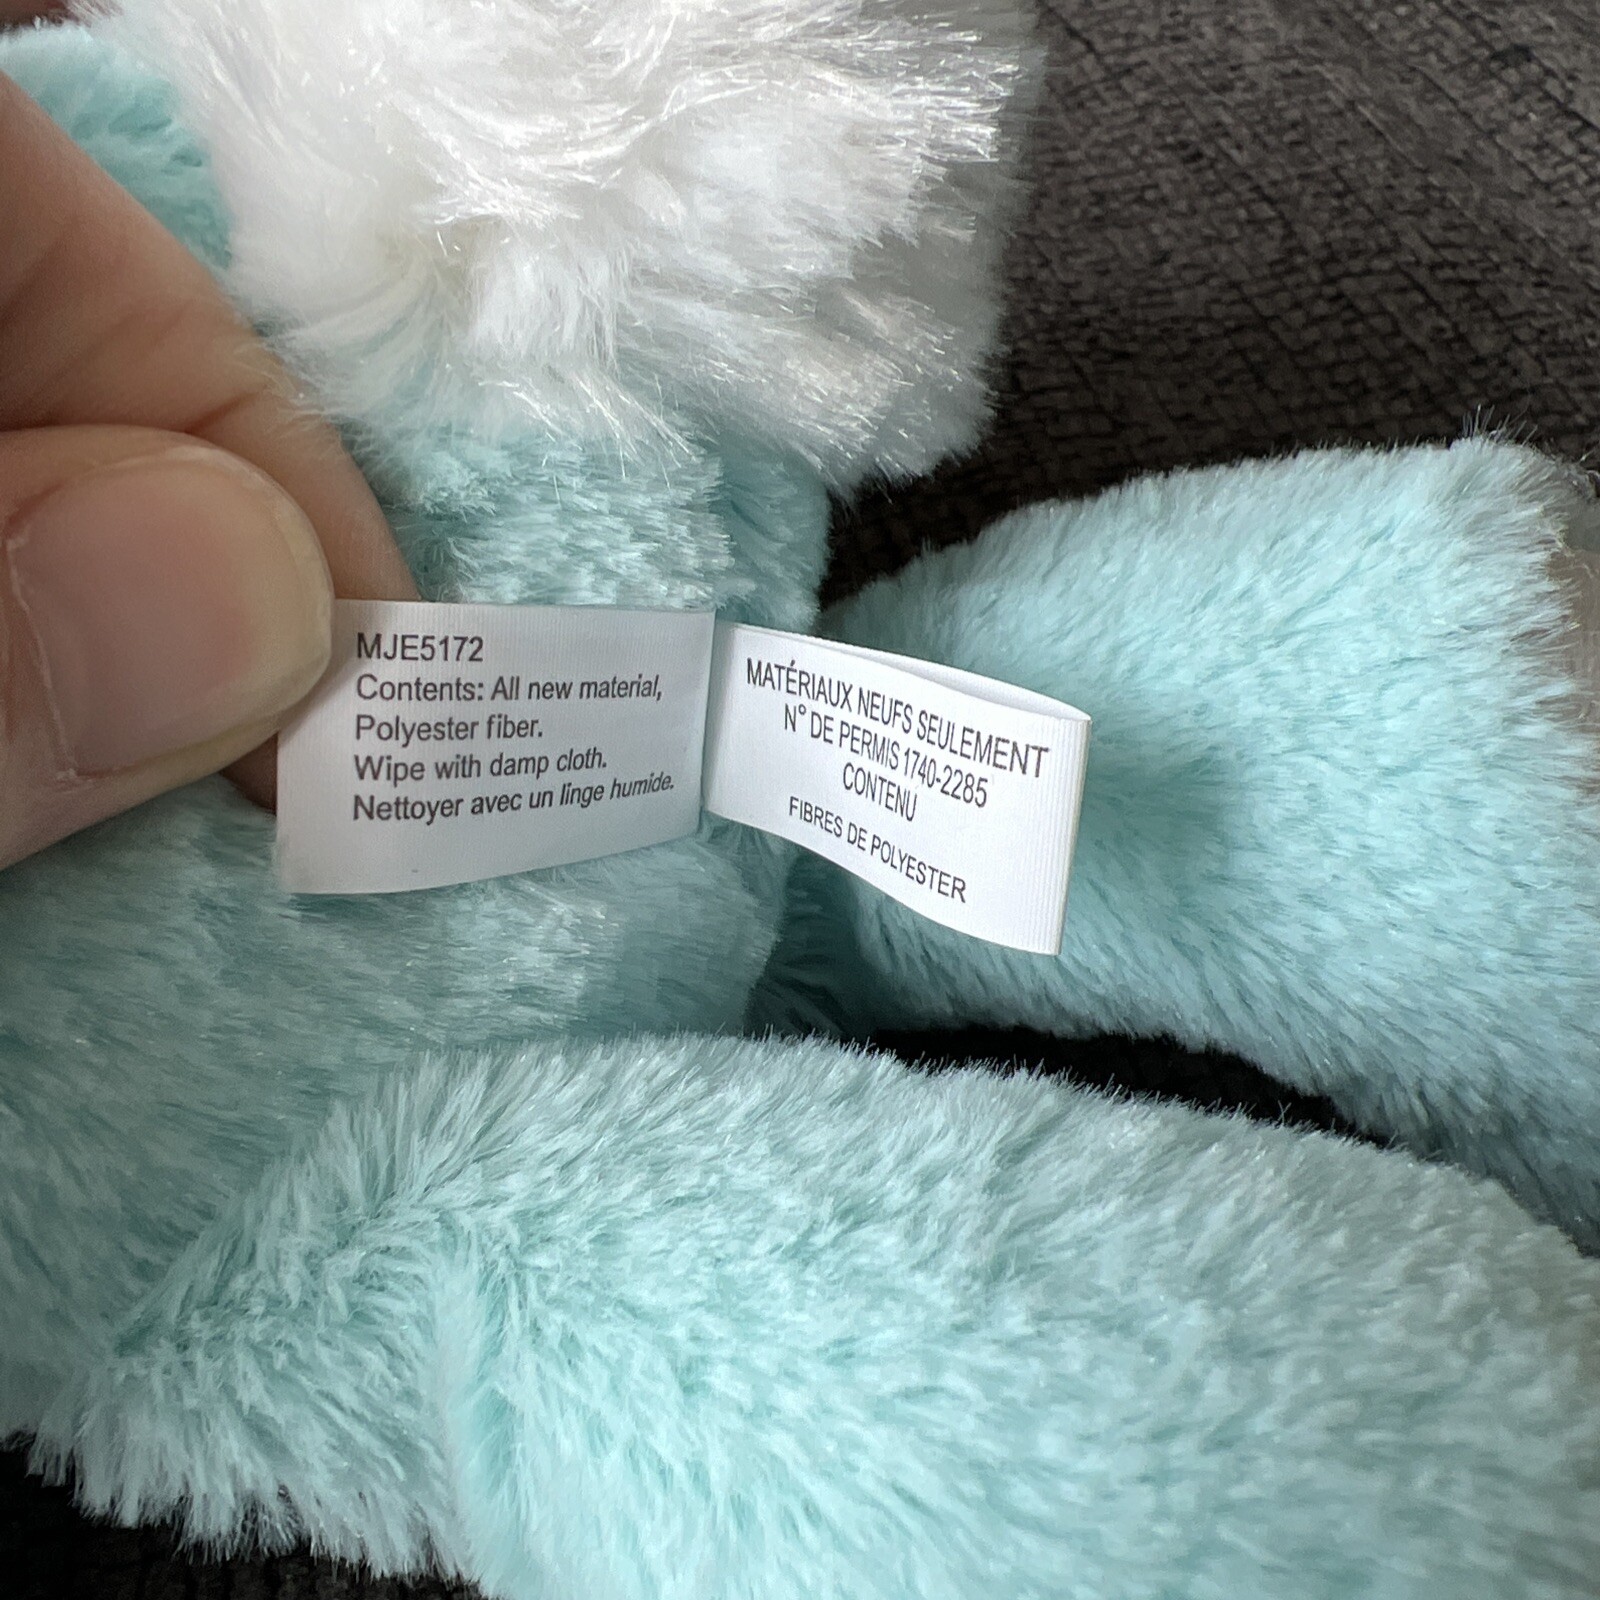 MJE5172
Contents: All new material,
Polyester fiber.
Wipe with damp cloth.
Nettoyer avec un linge humide.
MATÉRIAUX NEUFS SEULEMENT
N° DE PERMIS 1740-2285
CONTENU
FIBRES DE POLYESTER